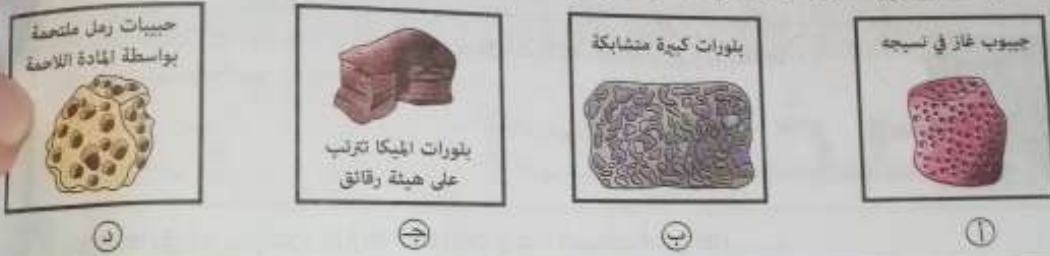 جيوب غاز في نسيجه
أ
بلورات كبيرة متشابكة
ب
بلورات الميكا تترتب
على هيئة رقائق
جـ
حبيبات رمل ملتحمة
بواسطة المادة اللاحمة
د